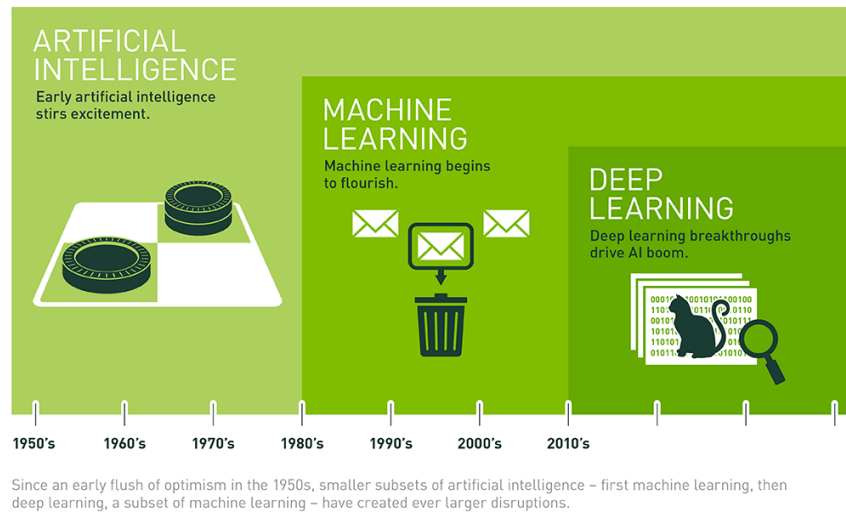 ARTIFICIAL
INTELLIGENCE
Early artificial intelligence
stirs excitement.
MACHINE
LEARNING
Machine learning begins
to flourish.
DEEP
LEARNING
Deep learning breakthroughs
drive AI boom.
1950's
1960's
1970's
1980's
1990's
2000's
2010's
Since an early flush of optimism in the 1950s, smaller subsets of artificial intelligence – first machine learning, then
deep learning, a subset of machine learning – have created ever larger disruptions.